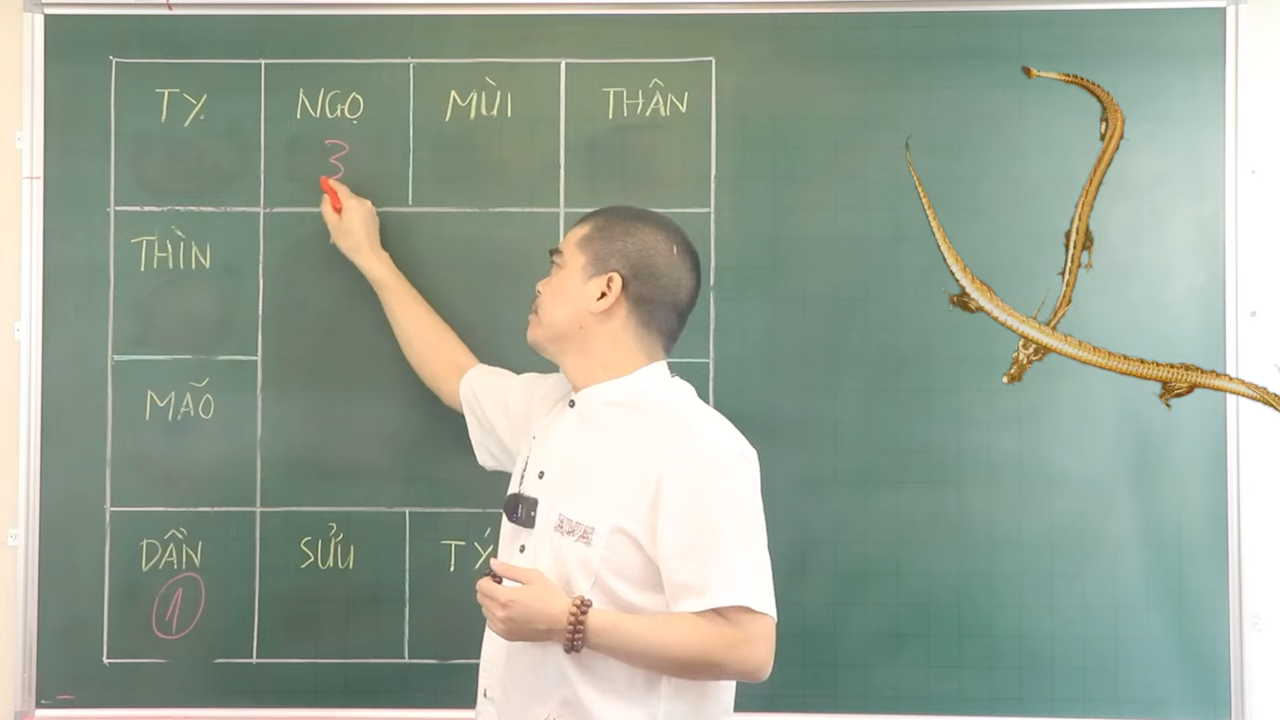 TỴ NGỌ MÙI THÂN
3
THÌN
MÃO
DẦN SỬU TÝ
1